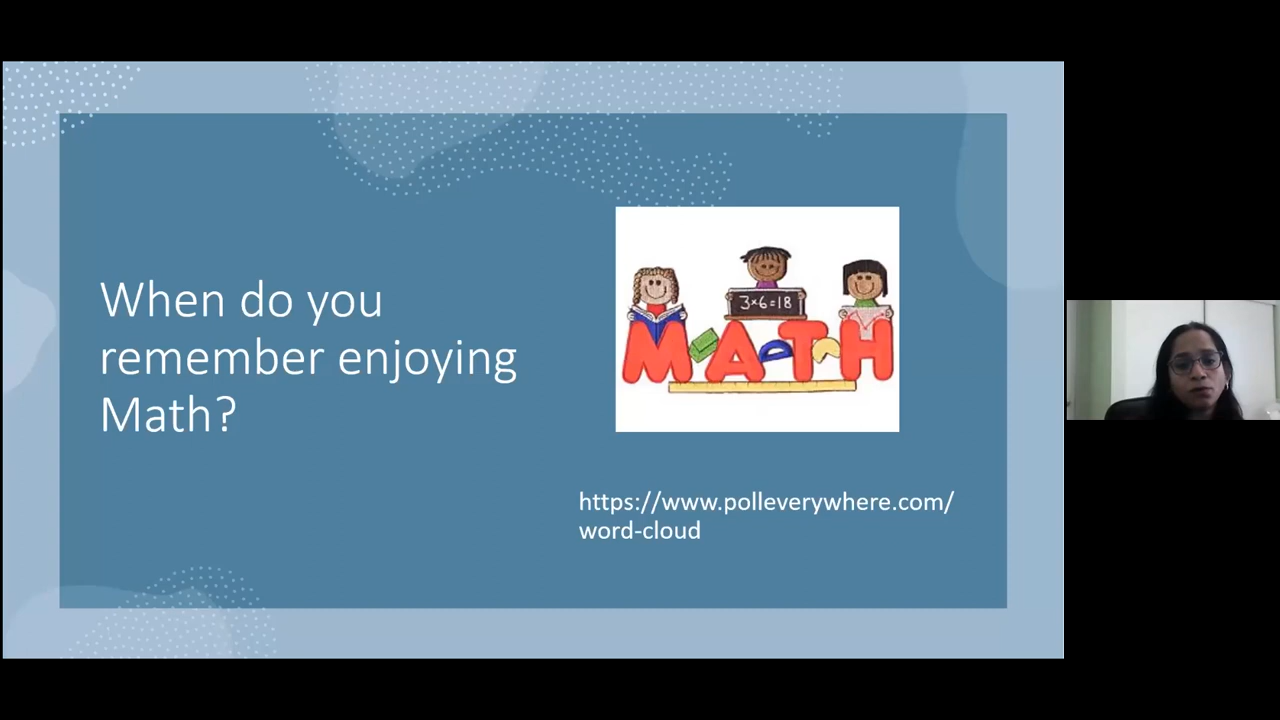 When do you
remember enjoying
Math?
3×6=18
MATH
https://www.polleverywhere.com/
word-cloud